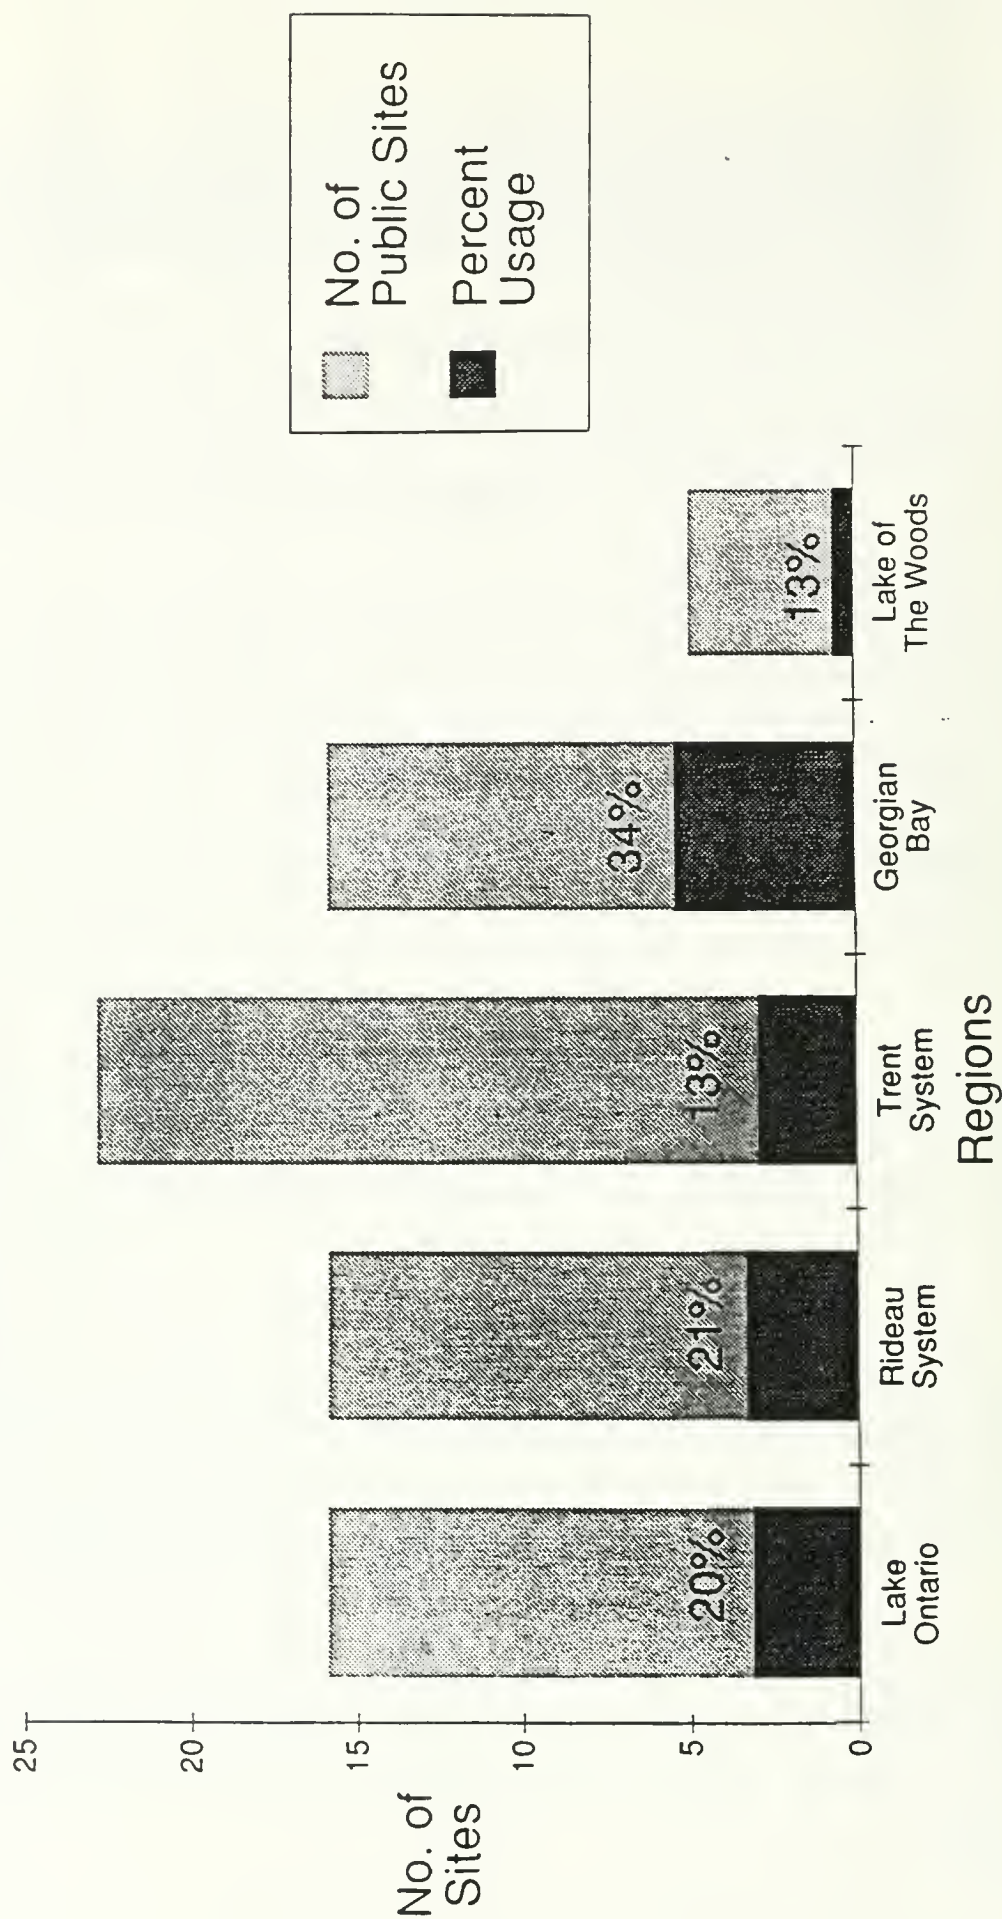 No. of
Sites
25
20
15
10
5
0
20%
21%
13%
34%
13%
Lake
Ontario
Rideau
System
Trent
System
Georgian
Bay
Lake of
The Woods
Regions
No. of
Public Sites
Percent
Usage